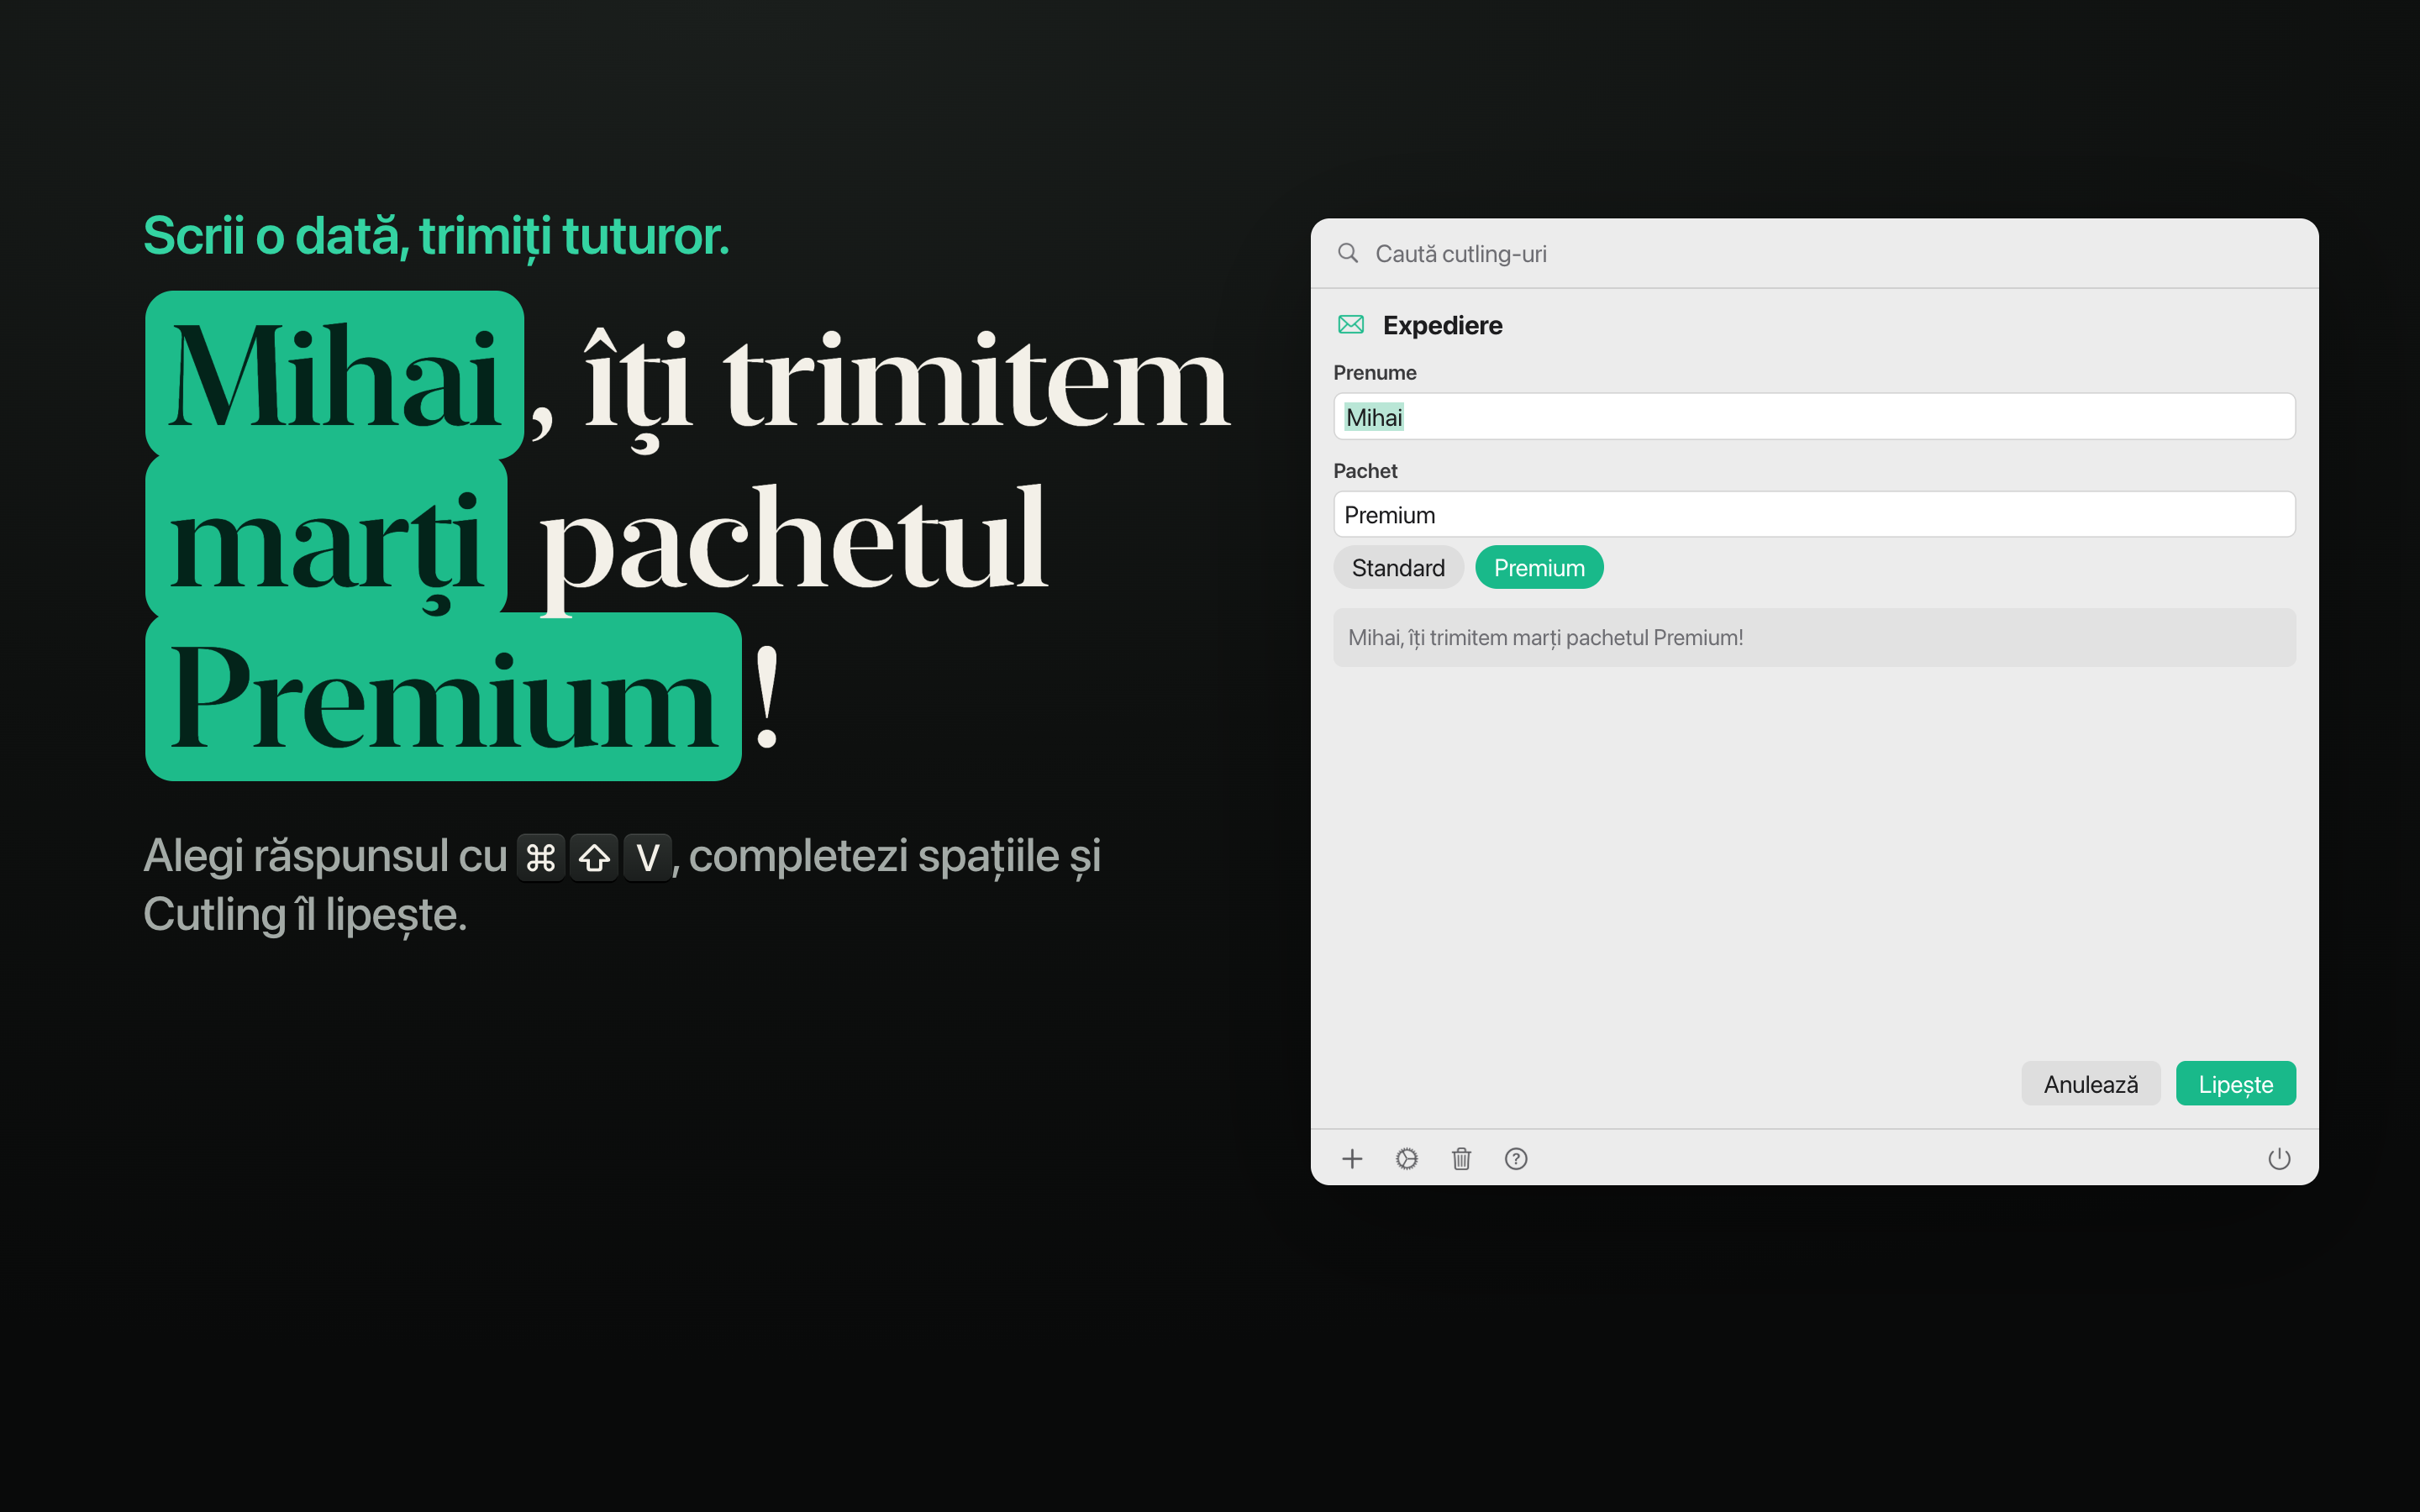 Scrii o dată, trimiți tuturor.
Mihai, îți trimitem
marți pachetul
Premium!
Alegi răspunsul cu ⌘ ⇧ V, completezi spațiile și
Cutling îl lipește.
Caută cutling-uri
Expediere
Prenume
Mihai
Pachet
Premium
Standard Premium
Mihai, îți trimitem marți pachetul Premium!
Anulează Lipește